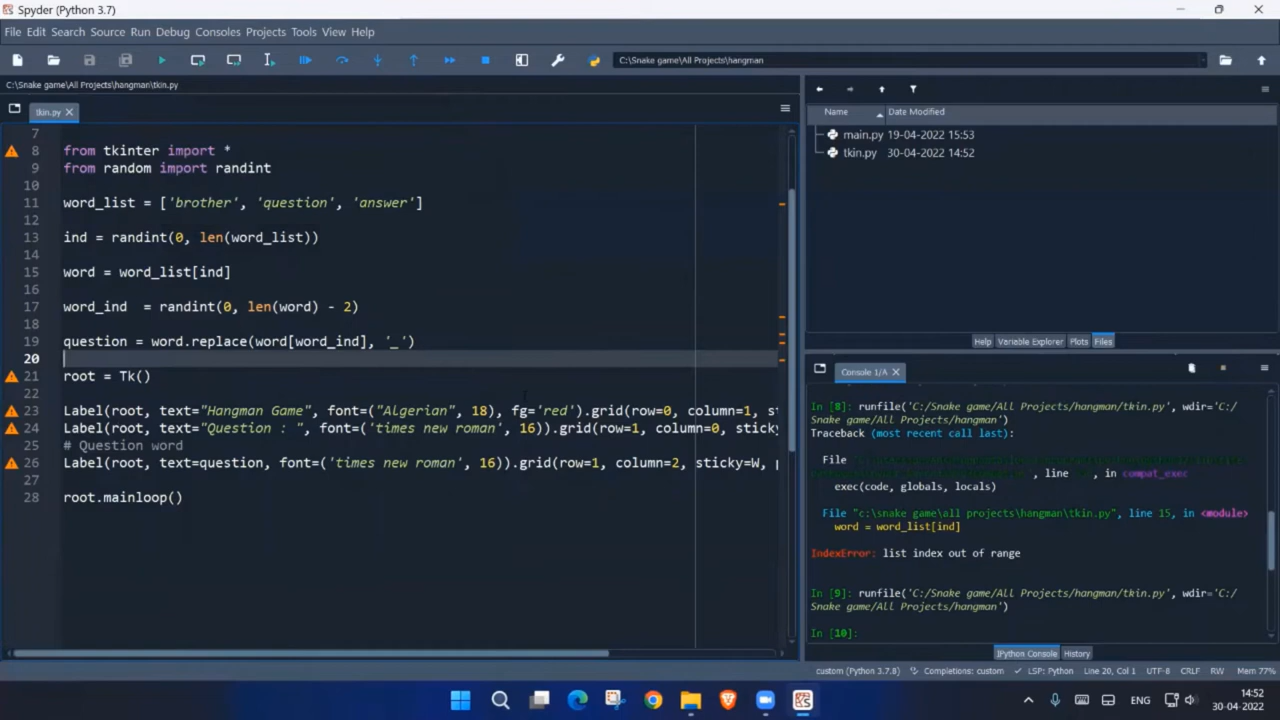 Spyder (Python 3.7)
File Edit Search Source Run Debug Consoles Projects Tools View Help
C:\Snake game\All Projects\hangman
C:\Snake game\All Projects\hangman\tkin.py
tkin.py
7
8 from tkinter import *
9 from random import randint
10
11 word_list = ['brother', 'question', 'answer']
12
13 ind = randint(0, len(word_list))
14
15 word = word_list[ind]
16
17 word_ind  = randint(0, len(word) - 2)
18
19 question = word.replace(word[word_ind], '_')
20
21 root = Tk()
22
23 Label(root, text="Hangman Game", font=("Algerian", 18), fg='red').grid(row=0, column=1, st
24 Label(root, text="Question : ", font=('times new roman', 16)).grid(row=1, column=0, sticky
25 # Question word
26 Label(root, text=question, font=('times new roman', 16)).grid(row=1, column=2, sticky=W, p
27
28 root.mainloop()
Name Date Modified
main.py 19-04-2022 15:53
tkin.py 30-04-2022 14:52
Help Variable Explorer Plots Files
Console 1/A
In [8]: runfile('C:/Snake game/All Projects/hangman/tkin.py', wdir='C:/
Snake game/All Projects/hangman')
Traceback (most recent call last):
File
, line , in compat_exec
exec(code, globals, locals)
File "c:\snake game\all projects\hangman\tkin.py", line 15, in <module>
word = word_list[ind]
IndexError: list index out of range
In [9]: runfile('C:/Snake game/All Projects/hangman/tkin.py', wdir='C:/
Snake game/All Projects/hangman')
In [10]:
IPython Console History
custom (Python 3.7.8) Completions: custom LSP: Python Line 20, Col 1 UTF-8 CRLF RW Mem 77%
ENG 14:52
30-04-2022